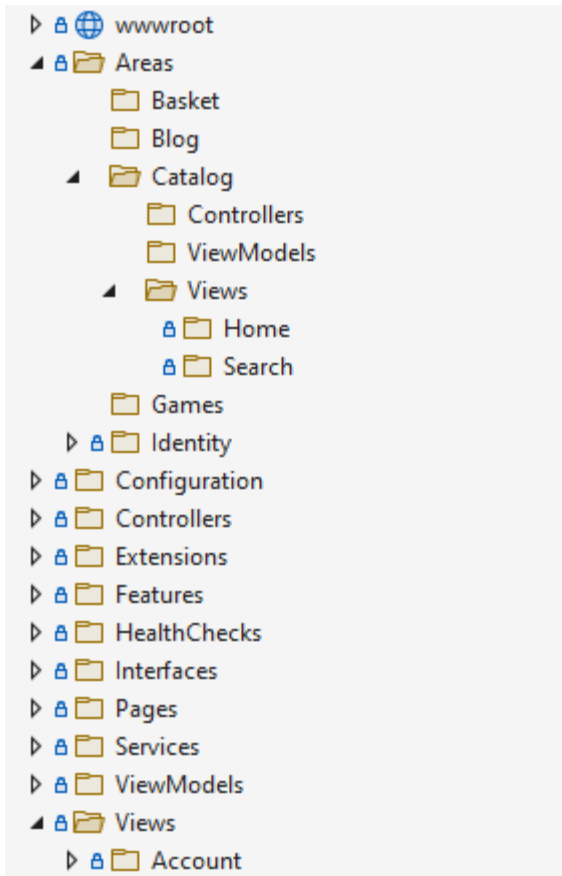 wwwroot
Areas
Basket
Blog
Catalog
Controllers
ViewModels
Views
Home
Search
Games
Identity
Configuration
Controllers
Extensions
Features
HealthChecks
Interfaces
Pages
Services
ViewModels
Views
Account